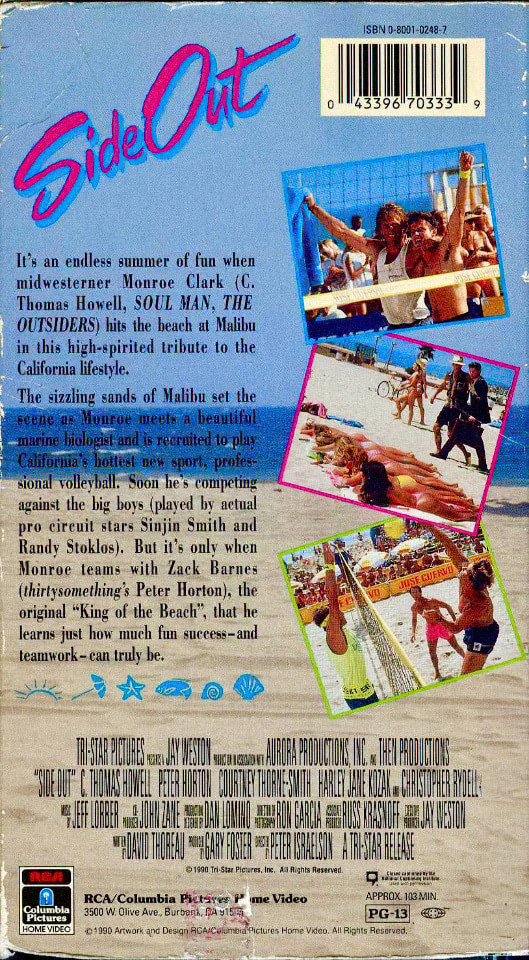 ISBN 0-8001-0248-7
0 43396 70333 9
Side Out
It's an endless summer of fun when
midwesterner Monroe Clark (C.
Thomas Howell, SOUL MAN, THE
OUTSIDERS) hits the beach at Malibu
in this high-spirited tribute to the
California lifestyle.
The sizzling sands of Malibu set the
scene as Monroe meets a beautiful
marine biologist and is recruited to play
California's hottest new sport, profes-
sional volleyball. Soon he's competing
against the big boys (played by actual
pro circuit stars Sinjin Smith and
Randy Stoklos). But it's only when
Monroe teams with Zack Barnes
(thirtysomething's Peter Horton), the
original "King of the Beach", that he
learns just how much fun success–and
teamwork–can truly be.
JOSE CUERVO
TRI-STAR PICTURES PRESENTS A JAY WESTON PRODUCTION IN ASSOCIATION WITH AURORA PRODUCTIONS, INC. AND THEN PRODUCTIONS
"SIDE OUT" C. THOMAS HOWELL PETER HORTON COURTNEY THORNE-SMITH HARLEY JANE KOZAK AND CHRISTOPHER RYDELL
MUSIC BY JEFF LORBER CO-PRODUCER JOHN ZANE PRODUCTION DESIGNER DAN LOMINO DIRECTOR OF PHOTOGRAPHY RON GARCIA ASSOCIATE PRODUCER RUSS KRASNOFF EXECUTIVE PRODUCER JAY WESTON
WRITTEN BY DAVID THOREAU PRODUCED BY GARY FOSTER DIRECTED BY PETER ISRAELSON A TRI-STAR RELEASE
©1990 Tri-Star Pictures, Inc. All Rights Reserved.
RCA
Columbia
Pictures
HOME VIDEO
RCA/Columbia Pictures Home Video
3500 W. Olive Ave., Burbank, CA
©1990 Artwork and Design RCA/Columbia Pictures Home Video. All Rights Reserved.
Closed captioned by the
National Captioning Institute
Used with permission
APPROX. 103 MIN.
PG-13